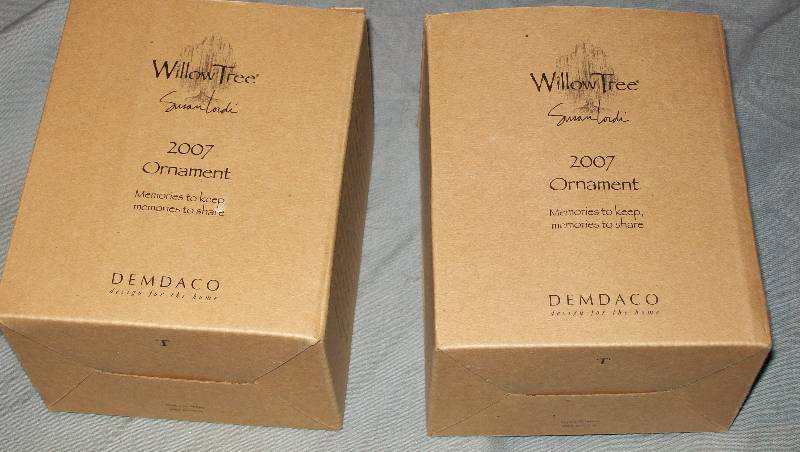 Willow Tree®
Susan Lordi
2007
Ornament
Memories to keep,
memories to share
DEMDACO
design for the home
T
Willow Tree®
Susan Lordi
2007
Ornament
Memories to keep,
memories to share
DEMDACO
design for the home
T